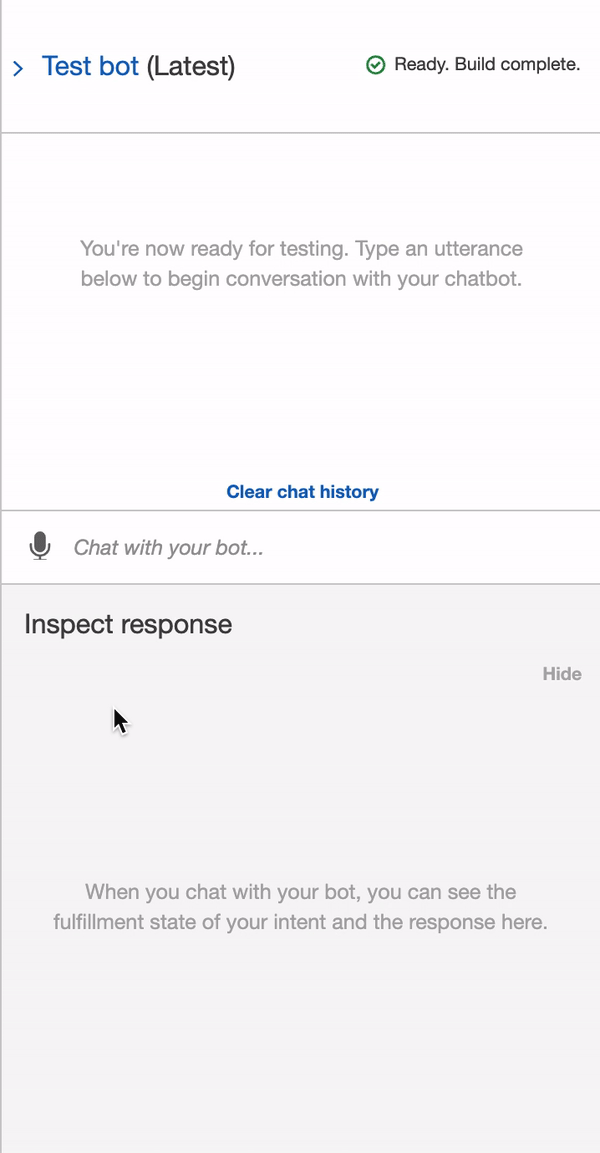 Test bot (Latest)
Ready. Build complete.
You're now ready for testing. Type an utterance
below to begin conversation with your chatbot.
Clear chat history
Chat with your bot...
Inspect response
Hide
When you chat with your bot, you can see the
fulfillment state of your intent and the response here.